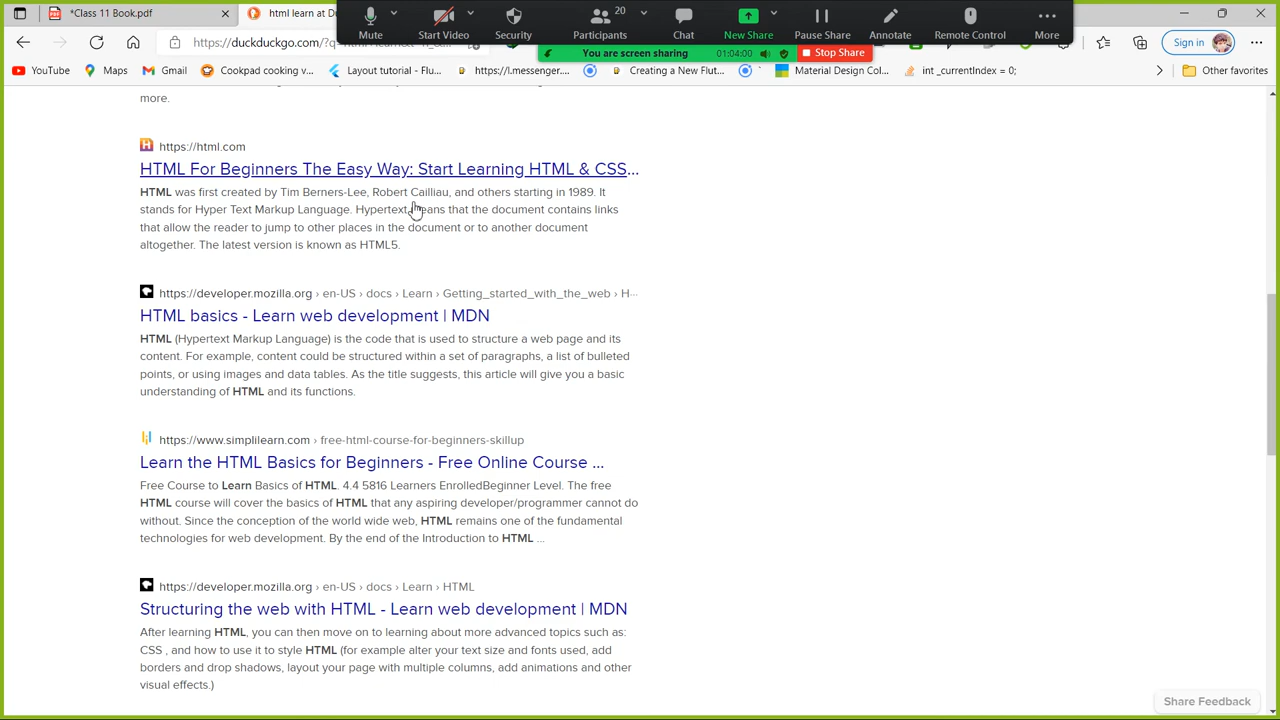 *Class 11 Book.pdf
html learn at D
Mute
Start Video
Security
20
Participants
Chat
New Share
Pause Share
Annotate
Remote Control
More
https://duckduckgo.com/?q=
You are screen sharing
01:04:00
Stop Share
Sign in
YouTube
Maps
Gmail
Cookpad cooking v...
Layout tutorial - Flu...
https://l.messenger...
Creating a New Flut...
Material Design Col...
int _currentIndex = 0;
Other favorites
more.
https://html.com
HTML For Beginners The Easy Way: Start Learning HTML & CSS...
HTML was first created by Tim Berners-Lee, Robert Cailliau, and others starting in 1989. It
stands for Hyper Text Markup Language. Hypertext means that the document contains links
that allow the reader to jump to other places in the document or to another document
altogether. The latest version is known as HTML5.
https://developer.mozilla.org › en-US › docs › Learn › Getting_started_with_the_web › H...
HTML basics - Learn web development | MDN
HTML (Hypertext Markup Language) is the code that is used to structure a web page and its
content. For example, content could be structured within a set of paragraphs, a list of bulleted
points, or using images and data tables. As the title suggests, this article will give you a basic
understanding of HTML and its functions.
https://www.simplilearn.com › free-html-course-for-beginners-skillup
Learn the HTML Basics for Beginners - Free Online Course ...
Free Course to Learn Basics of HTML. 4.4 5816 Learners EnrolledBeginner Level. The free
HTML course will cover the basics of HTML that any aspiring developer/programmer cannot do
without. Since the conception of the world wide web, HTML remains one of the fundamental
technologies for web development. By the end of the Introduction to HTML ...
https://developer.mozilla.org › en-US › docs › Learn › HTML
Structuring the web with HTML - Learn web development | MDN
After learning HTML, you can then move on to learning about more advanced topics such as:
CSS , and how to use it to style HTML (for example alter your text size and fonts used, add
borders and drop shadows, layout your page with multiple columns, add animations and other
visual effects.)
Share Feedback